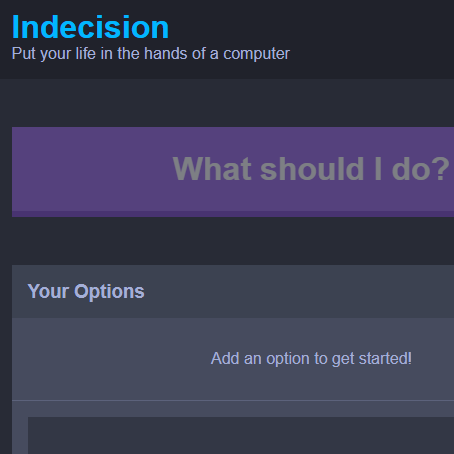 Indecision
Put your life in the hands of a computer
What should I do?
Your Options
Add an option to get started!